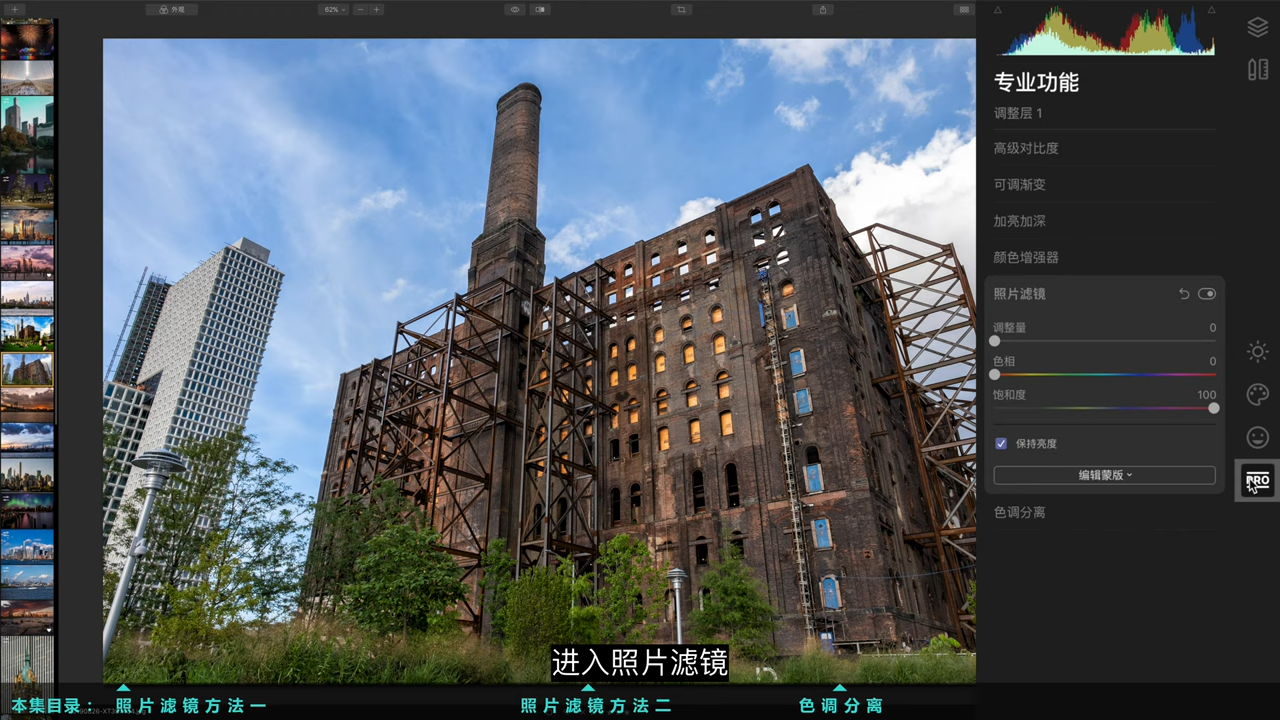 外观
62%
专业功能
调整层 1
高级对比度
可调渐变
加亮加深
颜色增强器
照片滤镜
调整量 0
色相 0
饱和度 100
保持亮度
编辑蒙版
PRO
色调分离
进入照片滤镜
本集目录： 照片滤镜方法一 照片滤镜方法二 色调分离